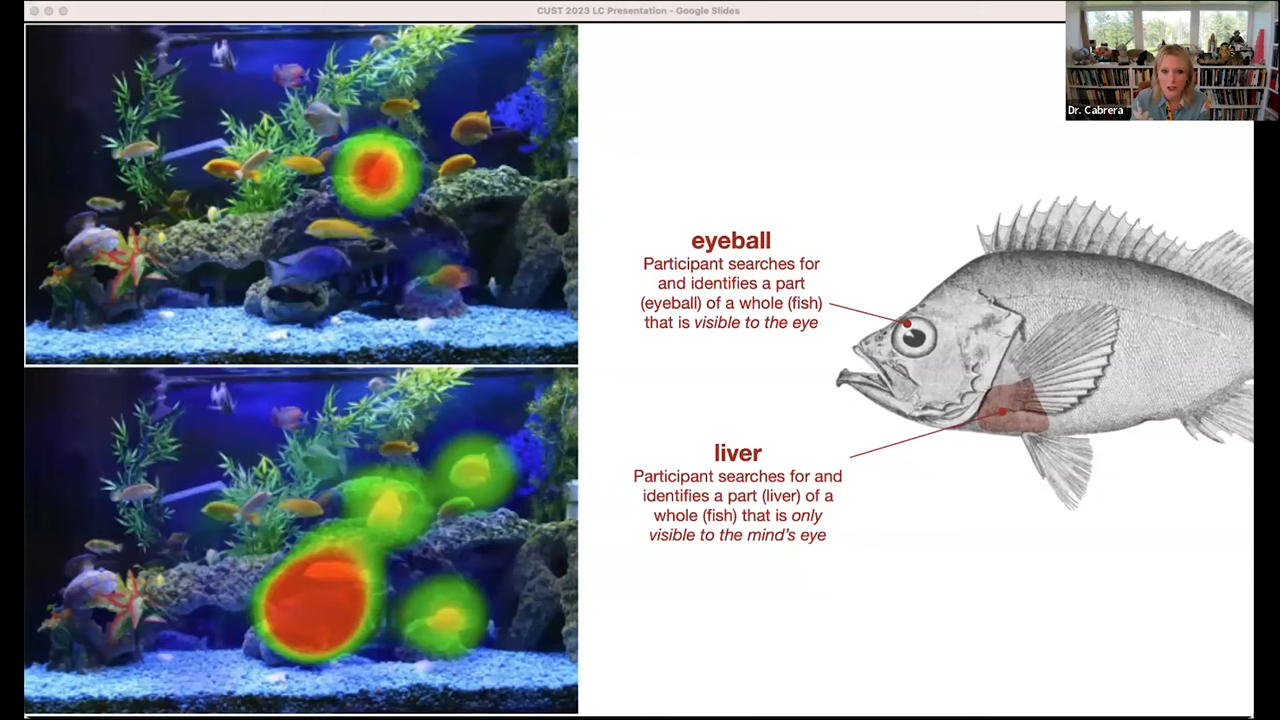 CUST 2023 LC Presentation - Google Slides
Dr. Cabrera
eyeball
Participant searches for
and identifies a part
(eyeball) of a whole (fish)
that is visible to the eye
liver
Participant searches for and
identifies a part (liver) of a
whole (fish) that is only
visible to the mind's eye